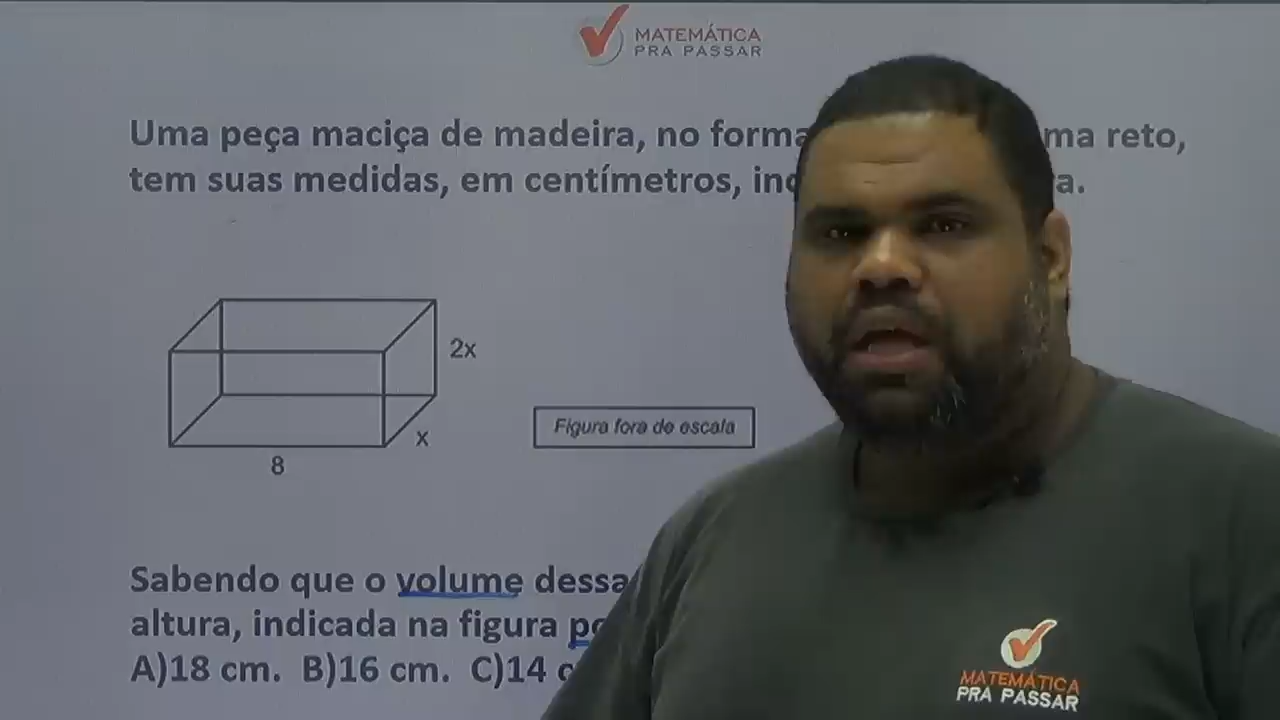 MATEMÁTICA
PRA PASSAR
Uma peça maciça de madeira, no forma ma reto,
tem suas medidas, em centímetros, a.
2x
Figura fora de escala
x
8
Sabendo que o volume dessa
altura, indicada na figura
A)18 cm. B)16 cm. C)14 c
MATEMÁTICA
PRA PASSAR